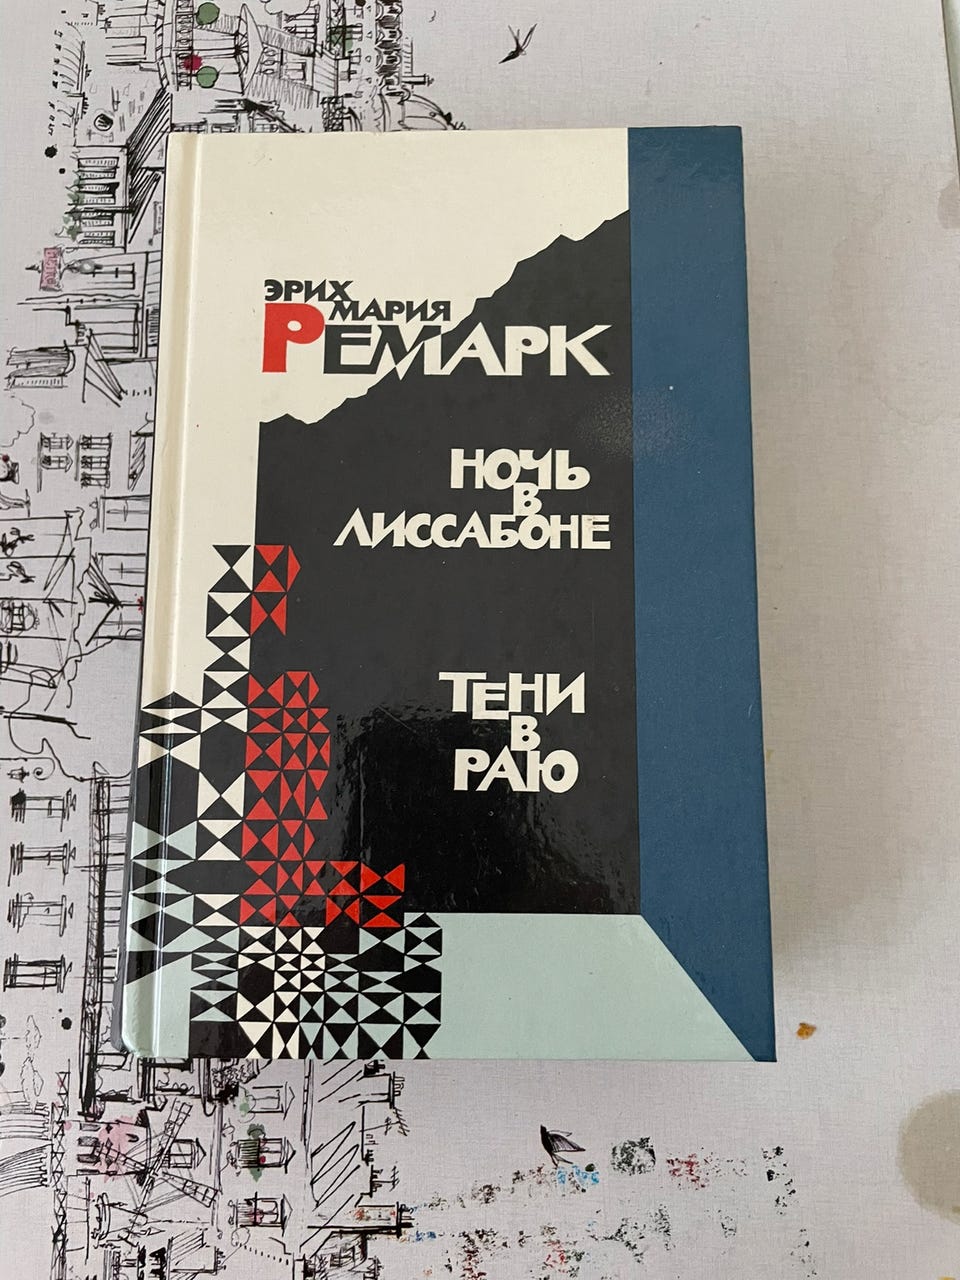 ЭРИХ
МАРИЯ
РЕМАРК
НОЧЬ
В
ЛИССАБОНЕ
ТЕНИ
В
РАЮ